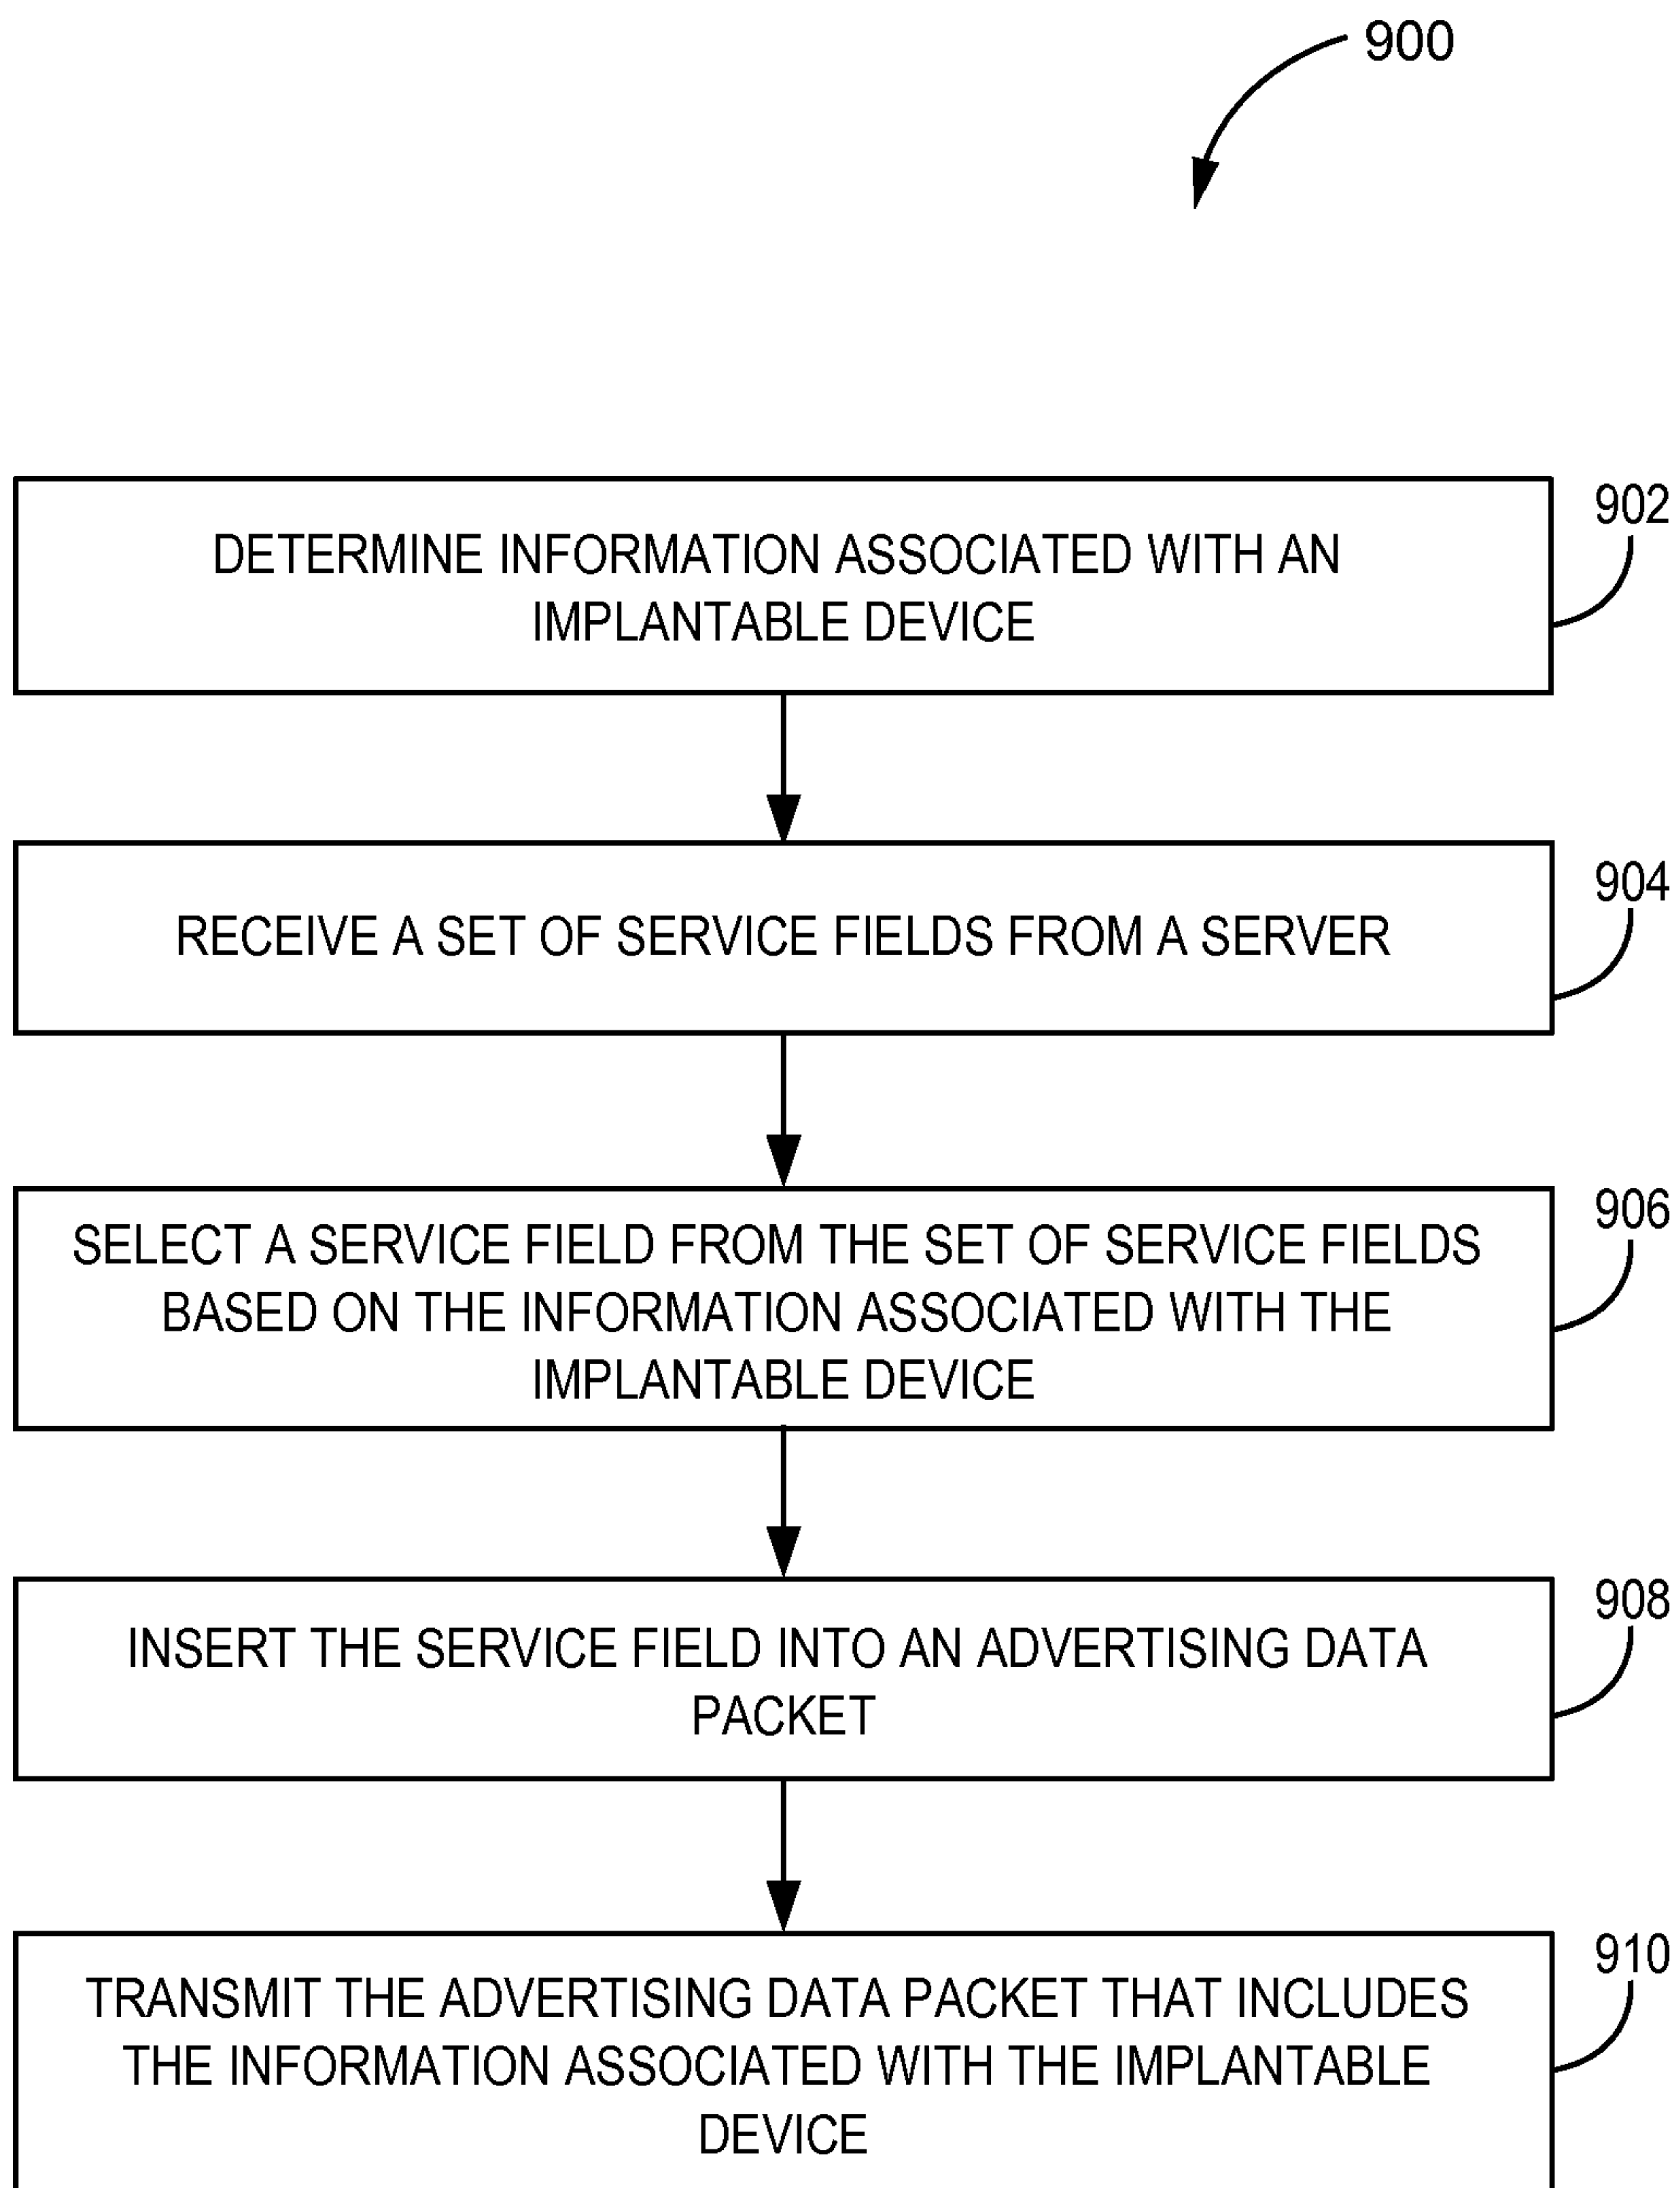 900
902
DETERMINE INFORMATION ASSOCIATED WITH AN
IMPLANTABLE DEVICE
904
RECEIVE A SET OF SERVICE FIELDS FROM A SERVER
906
SELECT A SERVICE FIELD FROM THE SET OF SERVICE FIELDS
BASED ON THE INFORMATION ASSOCIATED WITH THE
IMPLANTABLE DEVICE
908
INSERT THE SERVICE FIELD INTO AN ADVERTISING DATA
PACKET
910
TRANSMIT THE ADVERTISING DATA PACKET THAT INCLUDES
THE INFORMATION ASSOCIATED WITH THE IMPLANTABLE
DEVICE